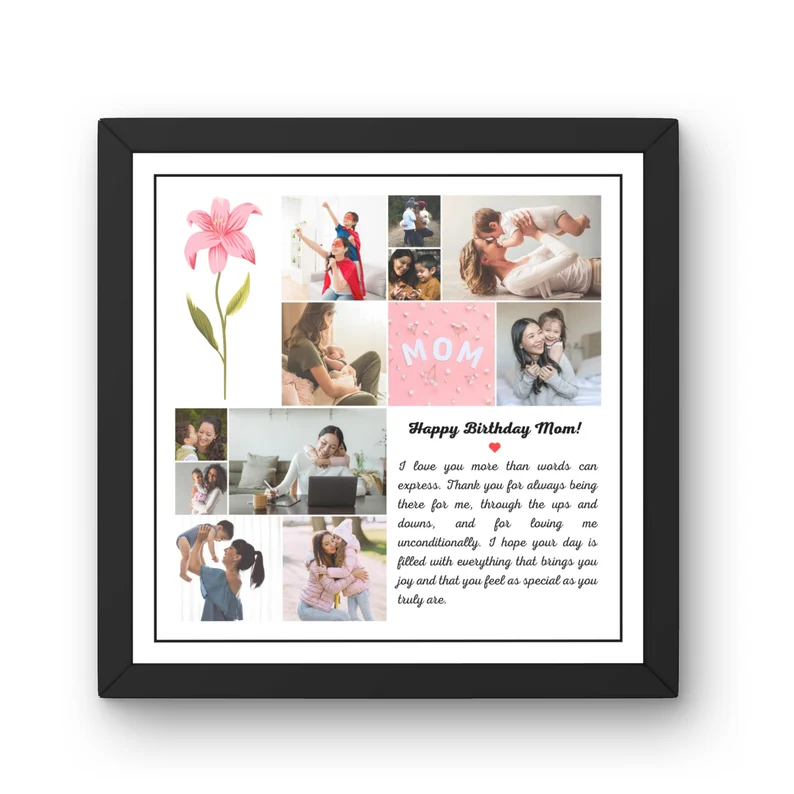 MOM
Happy Birthday Mom!
I love you more than words can
express. Thank you for always being
there for me, through the ups and
downs, and for loving me
unconditionally. I hope your day is
filled with everything that brings you
joy and that you feel as special as you
truly are.